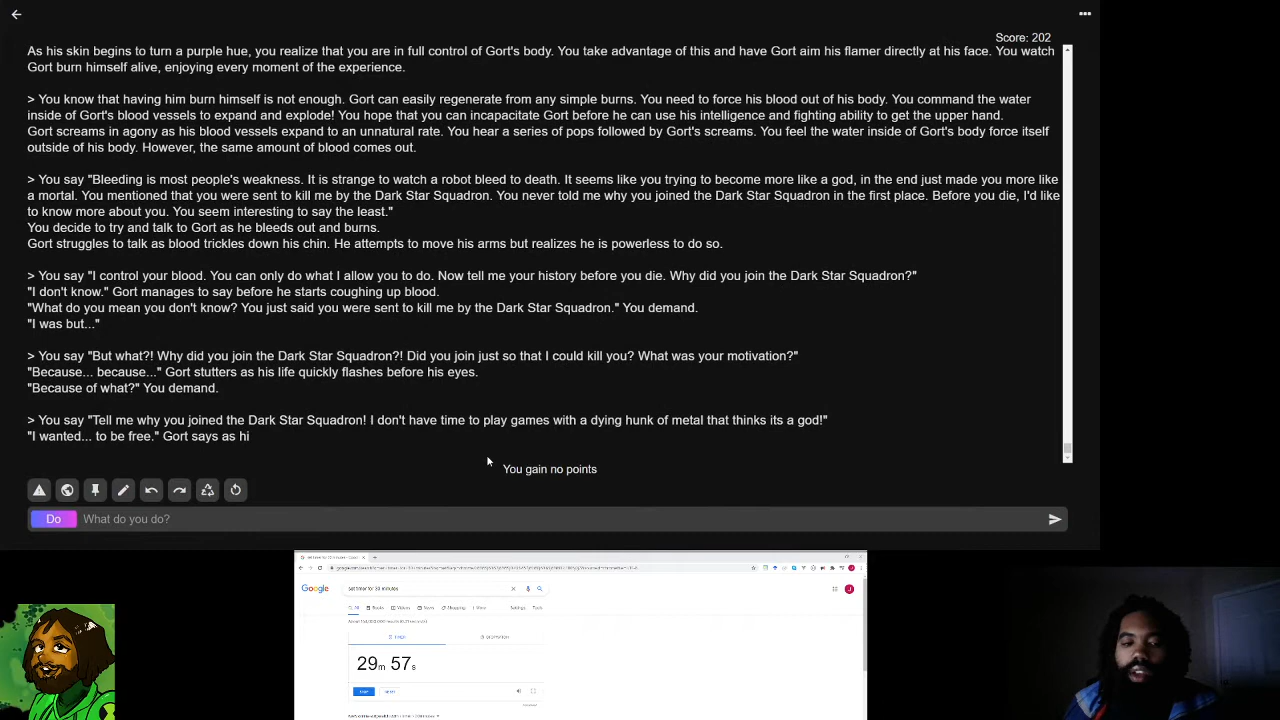 Score: 202
As his skin begins to turn a purple hue, you realize that you are in full control of Gort's body. You take advantage of this and have Gort aim his flamer directly at his face. You watch
Gort burn himself alive, enjoying every moment of the experience.
> You know that having him burn himself is not enough. Gort can easily regenerate from any simple burns. You need to force his blood out of his body. You command the water
inside of Gort's blood vessels to expand and explode! You hope that you can incapacitate Gort before he can use his intelligence and fighting ability to get the upper hand.
Gort screams in agony as his blood vessels expand to an unnatural rate. You hear a series of pops followed by Gort's screams. You feel the water inside of Gort's body force itself
outside of his body. However, the same amount of blood comes out.
> You say "Bleeding is most people's weakness. It is strange to watch a robot bleed to death. It seems like you trying to become more like a god, in the end just made you more like
a mortal. You mentioned that you were sent to kill me by the Dark Star Squadron. You never told me why you joined the Dark Star Squadron in the first place. Before you die, I'd like
to know more about you. You seem interesting to say the least."
You decide to try and talk to Gort as he bleeds out and burns.
Gort struggles to talk as blood trickles down his chin. He attempts to move his arms but realizes he is powerless to do so.
> You say "I control your blood. You can only do what I allow you to do. Now tell me your history before you die. Why did you join the Dark Star Squadron?"
"I don't know." Gort manages to say before he starts coughing up blood.
"What do you mean you don't know? You just said you were sent to kill me by the Dark Star Squadron." You demand.
"I was but..."
> You say "But what?! Why did you join the Dark Star Squadron?! Did you join just so that I could kill you? What was your motivation?"
"Because... because..." Gort stutters as his life quickly flashes before his eyes.
"Because of what?" You demand.
> You say "Tell me why you joined the Dark Star Squadron! I don't have time to play games with a dying hunk of metal that thinks its a god!"
"I wanted... to be free." Gort says as hi
You gain no points
Do What do you do?
Google
All Books Videos News Shopping More Settings Tools
TIMER STOPWATCH
29m 57s